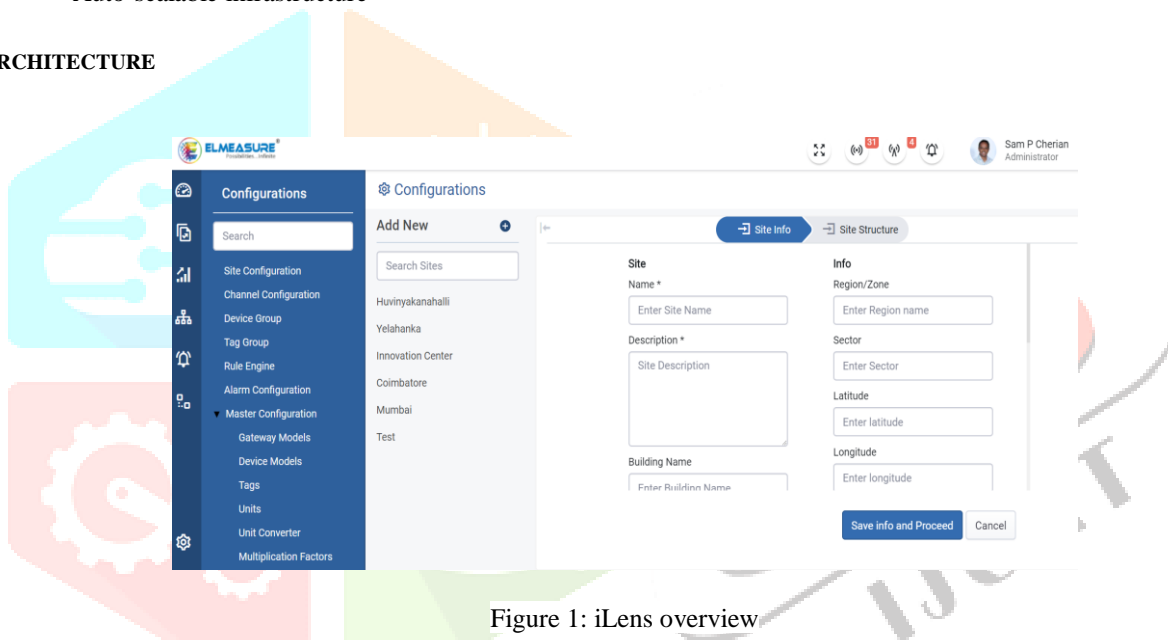 Auto-scalable infrastructure
RCHITECTURE
ELMEASURE®
31
4
Sam P Cherian
Administrator
Configurations
Search
Site Configuration
Channel Configuration
Device Group
Tag Group
Rule Engine
Alarm Configuration
Master Configuration
Gateway Models
Device Models
Tags
Units
Unit Converter
Multiplication Factors
Configurations
Add New
Search Sites
Huvinyakanahalli
Yelahanka
Innovation Center
Coimbatore
Mumbai
Test
Site Info
Site Structure
Site
Name *
Enter Site Name
Description *
Site Description
Building Name
Enter Building Name
Info
Region/Zone
Enter Region name
Sector
Enter Sector
Latitude
Enter latitude
Longitude
Enter longitude
Save info and Proceed
Cancel
Figure 1: iLens overview